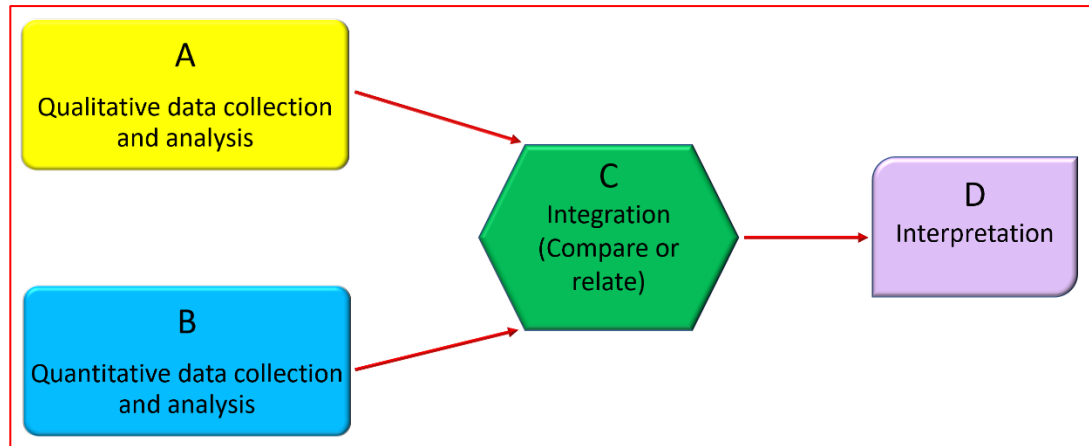 A
Qualitative data collection
and analysis
B
Quantitative data collection
and analysis
C
Integration
(Compare or
relate)
D
Interpretation